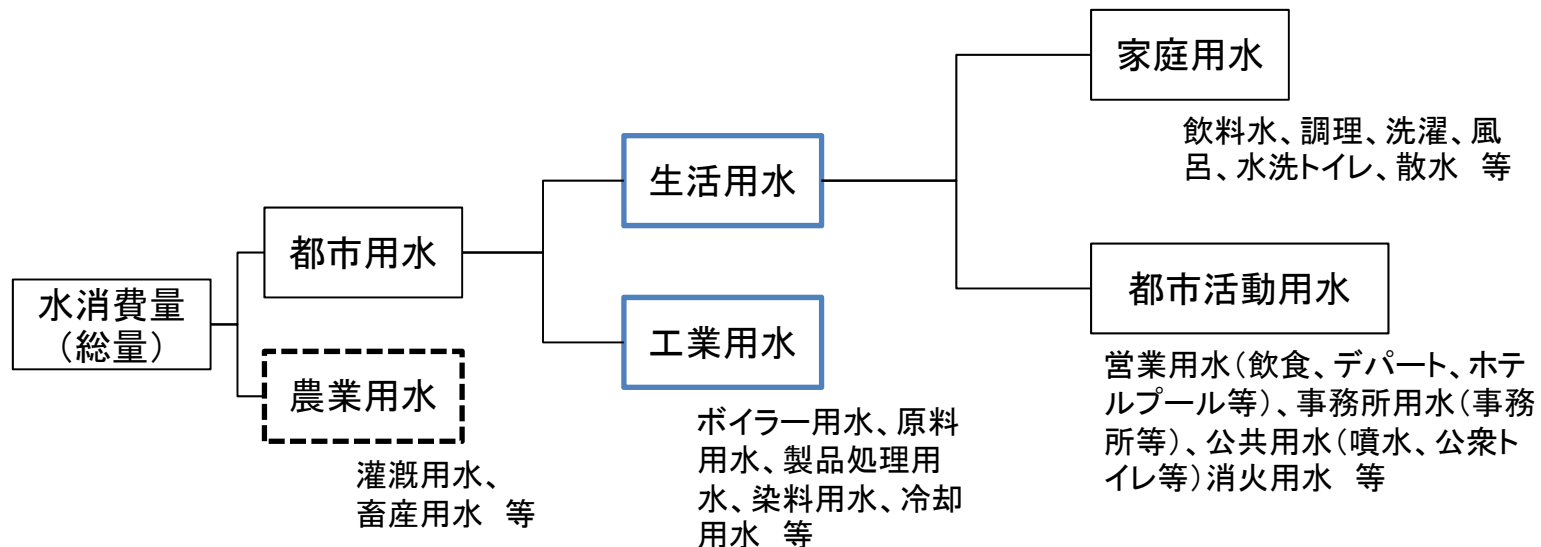 家庭用水
飲料水、調理、洗濯、風
呂、水洗トイレ、散水　等
生活用水
都市用水
都市活動用水
水消費量
（総量）
工業用水
農業用水
営業用水（飲食、デパート、ホテ
ルプール等）、事務所用水（事務
所等）、公共用水（噴水、公衆ト
イレ等）消火用水　等
ボイラー用水、原料
用水、製品処理用
水、染料用水、冷却
用水　等
灌漑用水、
畜産用水　等